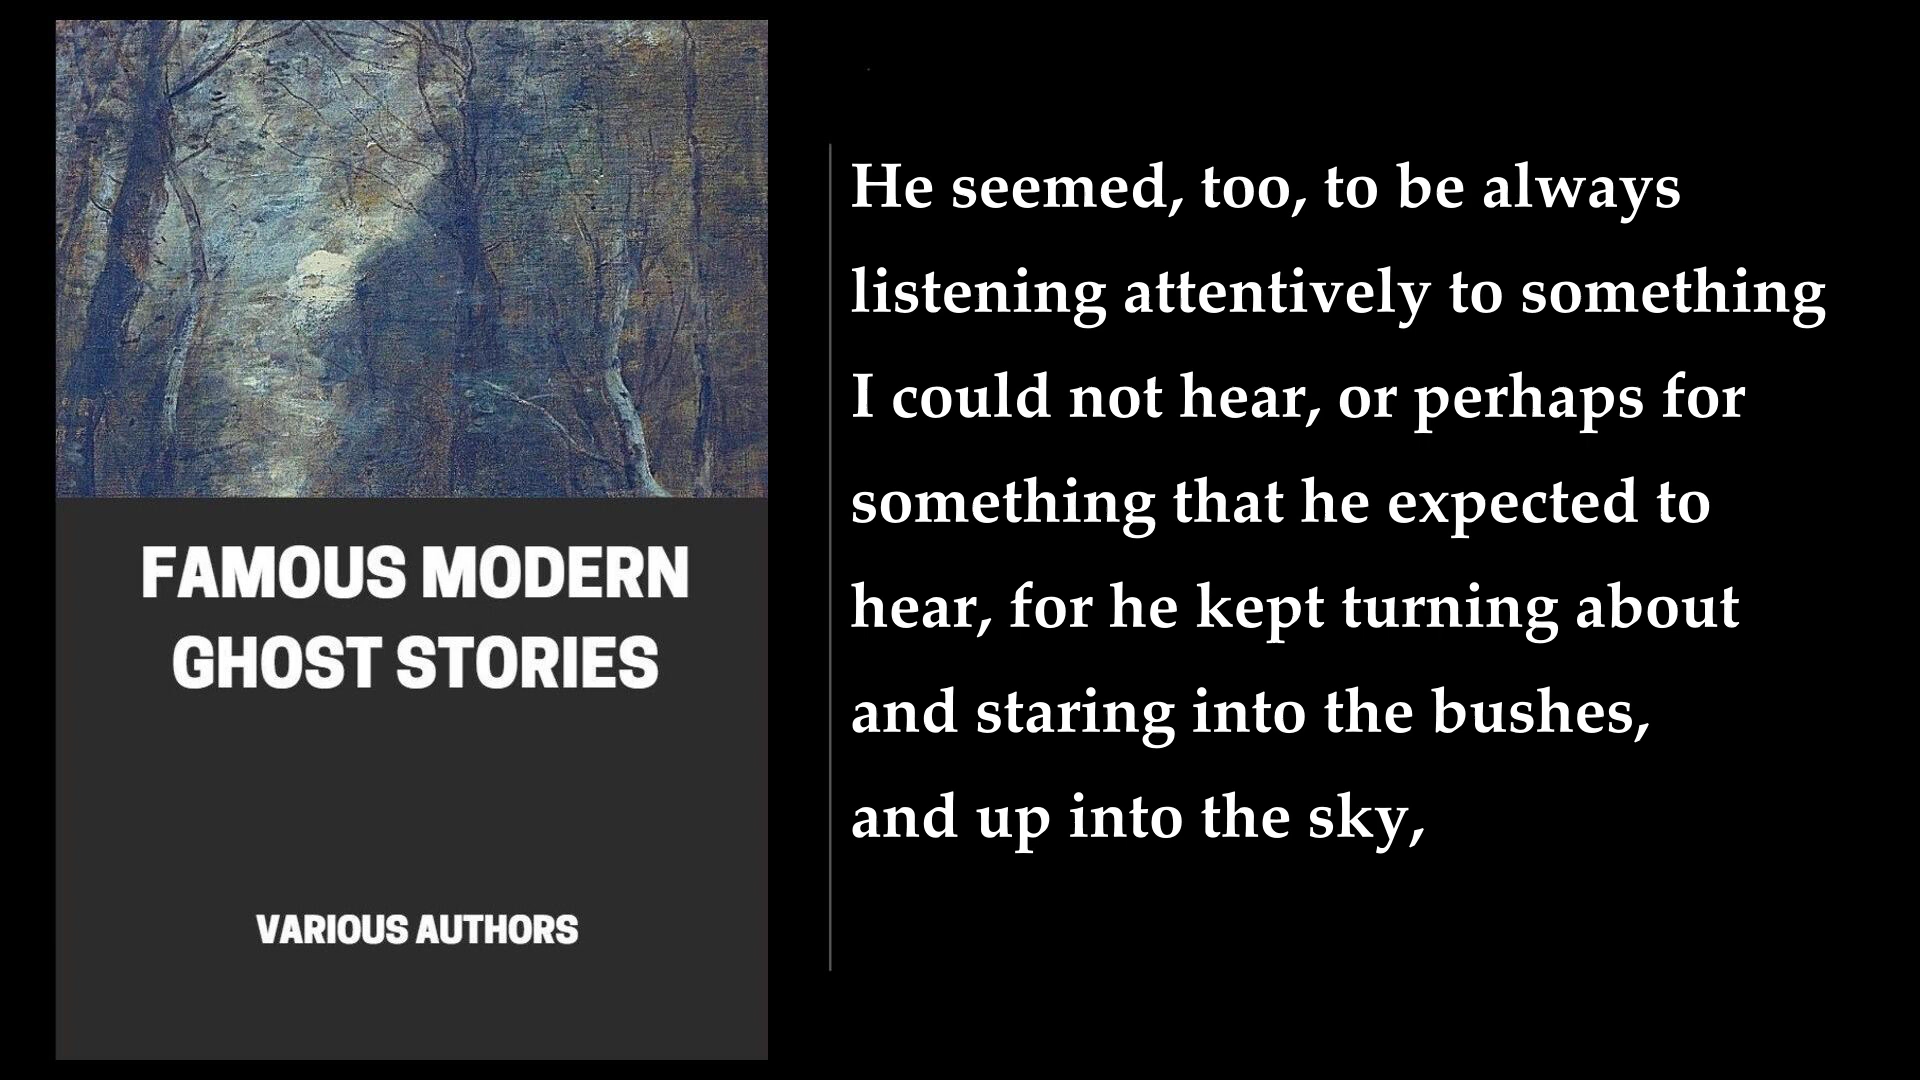 FAMOUS MODERN
GHOST STORIES
VARIOUS AUTHORS
He seemed, too, to be always
listening attentively to something
I could not hear, or perhaps for
something that he expected to
hear, for he kept turning about
and staring into the bushes,
and up into the sky,